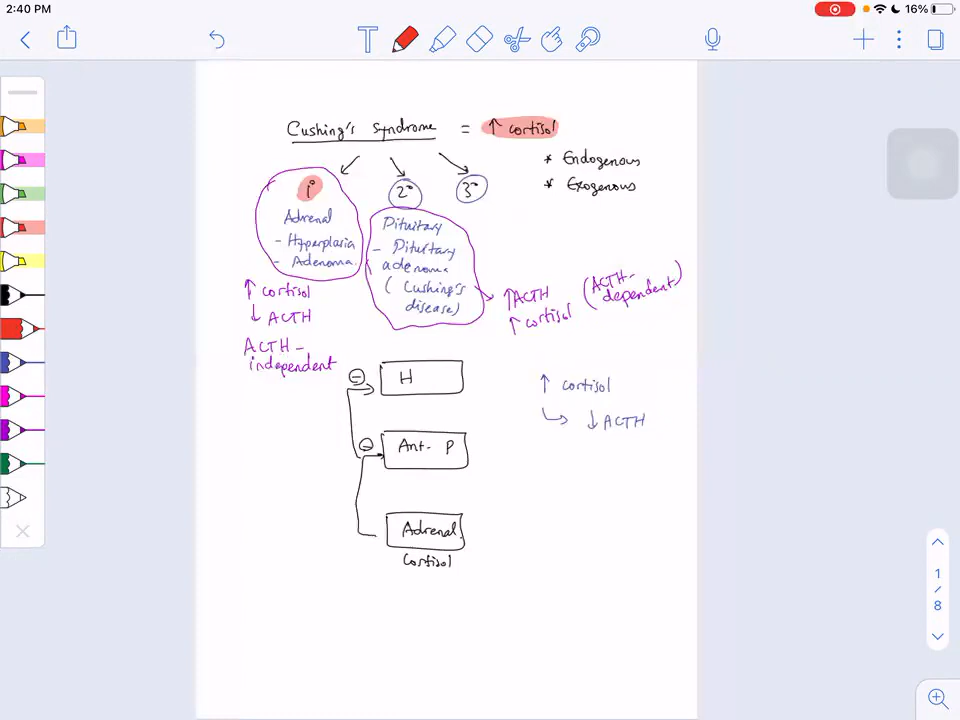 2:40 PM
16%
Cushing's Syndrome = ↑ cortisol
* Endogenous
* Exogenous
1°
2°
3°
Adrenal
- Hyperplasia
- Adenoma
Pituitary
- Pituitary
adenoma
(Cushing's
disease)
↑ cortisol
↓ ACTH
ACTH-
independent
↑ACTH
↑ cortisol
(ACTH-
dependent)
H
Ant- P
Adrenal
Cortisol
↑ cortisol
↓ ACTH
1
/
8